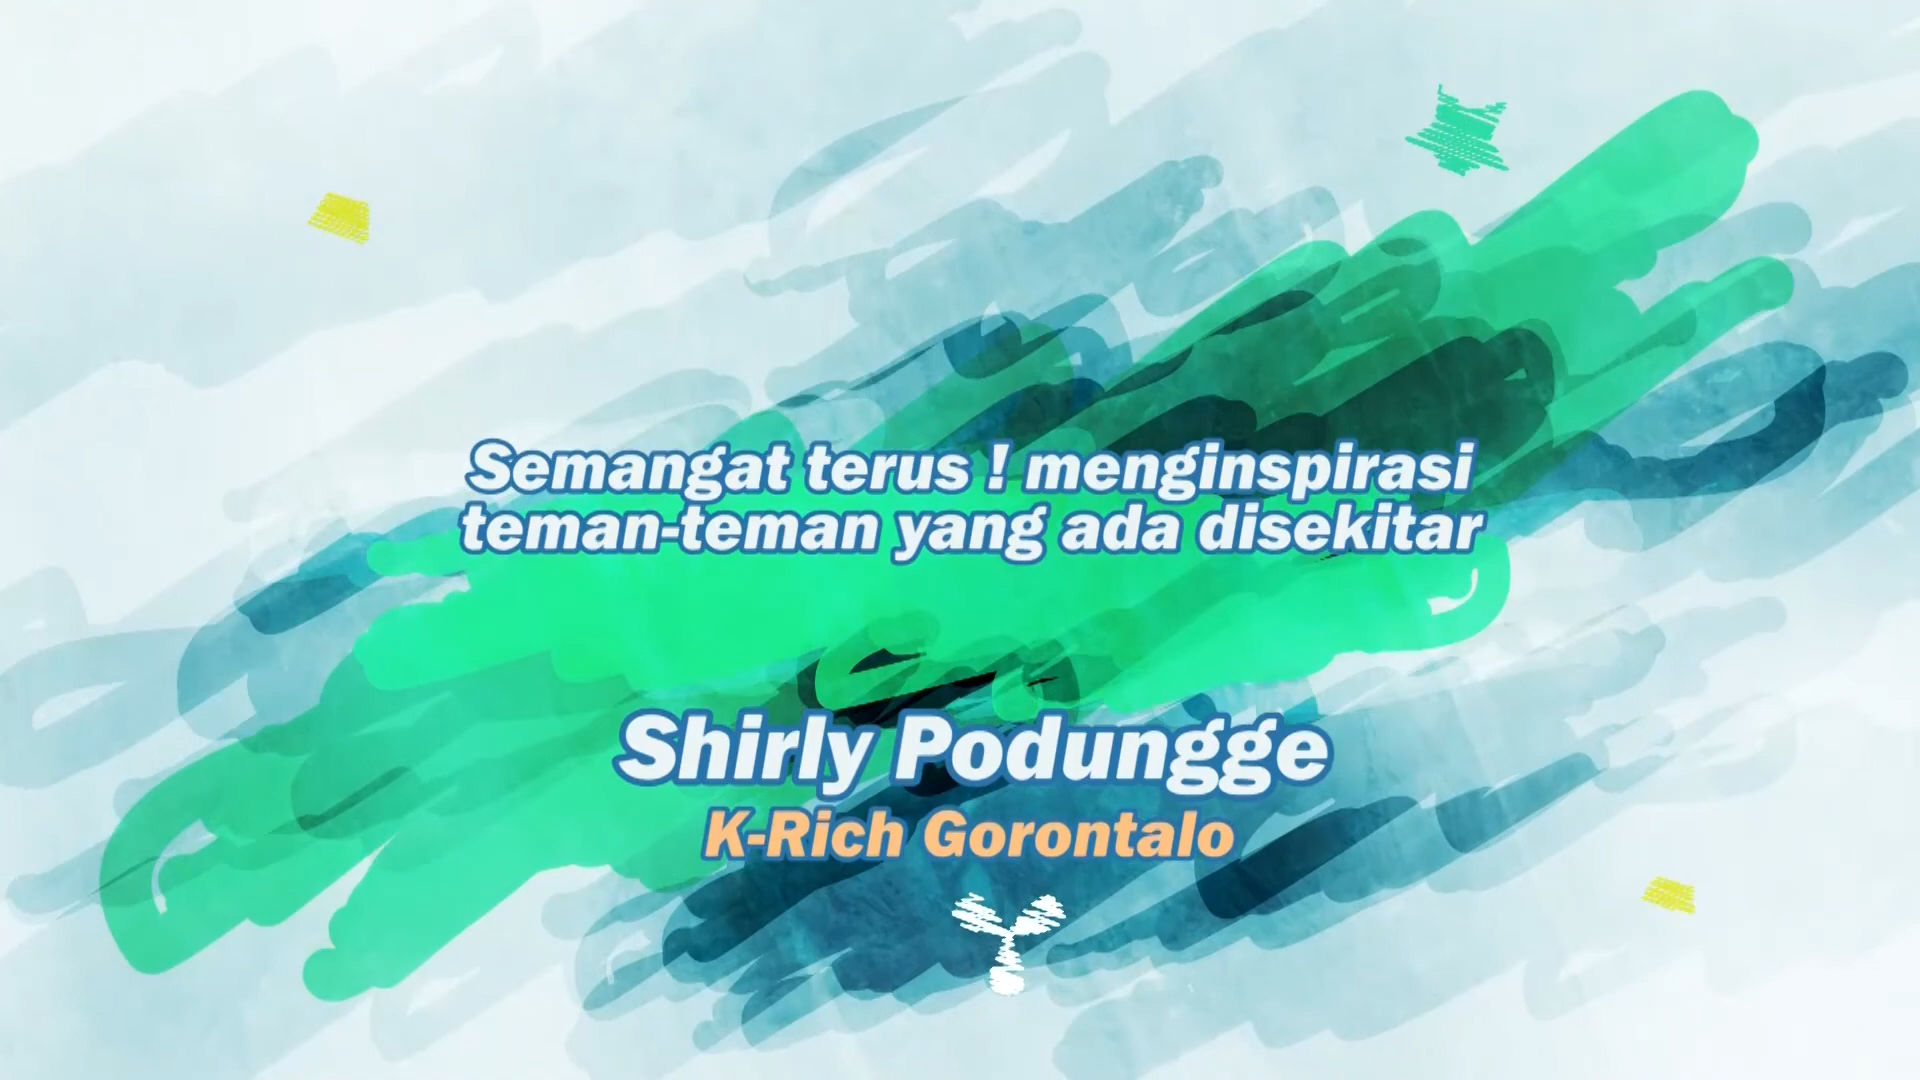 Semangat terus ! menginspirasi
teman-teman yang ada disekitar
Shirly Podungge
K-Rich Gorontalo